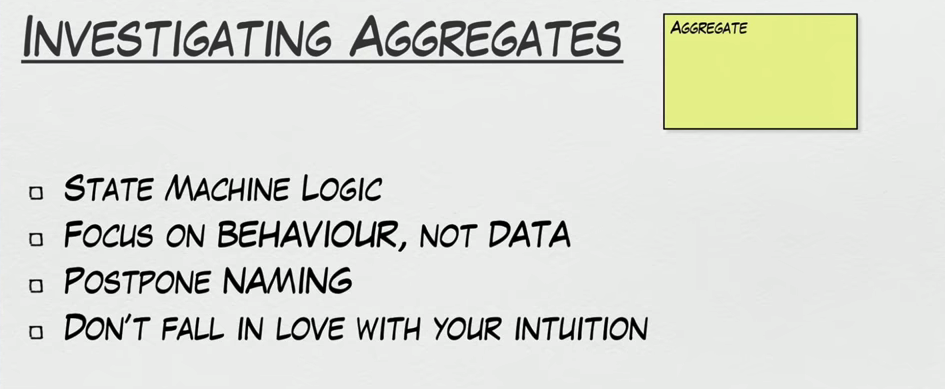 Investigating Aggregates
Aggregate
State Machine Logic
Focus on BEHAVIOUR, not DATA
Postpone NAMING
Don't fall in love with your intuition